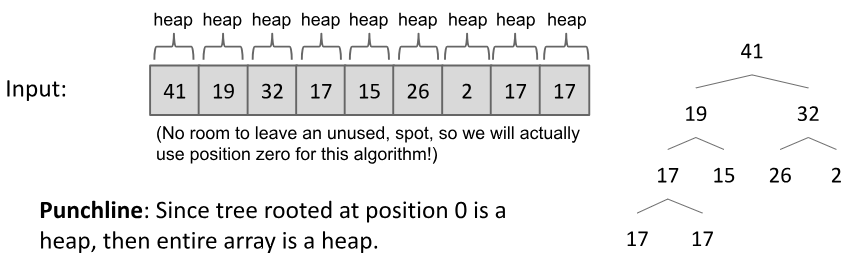 heap heap heap heap heap heap heap heap heap
Input: 41 19 32 17 15 26 2 17 17
(No room to leave an unused, spot, so we will actually
use position zero for this algorithm!)
Punchline: Since tree rooted at position 0 is a
heap, then entire array is a heap.
41
19 32
17 15 26 2
17 17